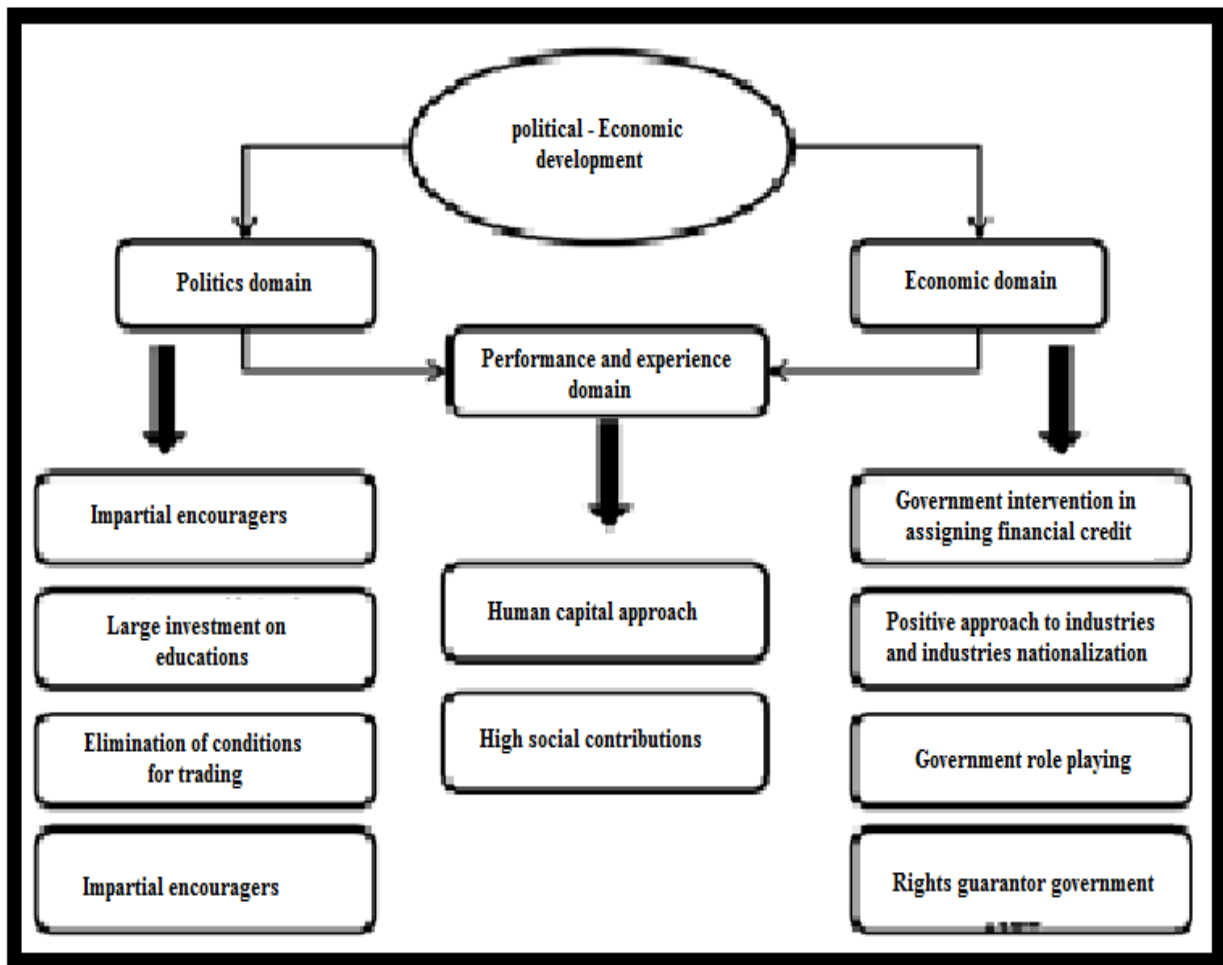 political - Economic
development
Politics domain
Economic domain
Performance and experience
domain
Impartial encouragers
Large investment on
educations
Elimination of conditions
for trading
Impartial encouragers
Human capital approach
High social contributions
Government intervention in
assigning financial credit
Positive approach to industries
and industries nationalization
Government role playing
Rights guarantor government